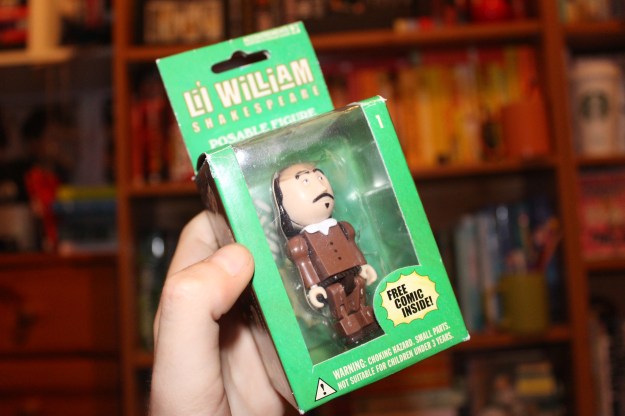 Li'l WilliAM
SHAKESPEARE
POSABLE FIGURE
1
FREE
COMIC
INSIDE!
WARNING: CHOKING HAZARD. SMALL PARTS.
NOT SUITABLE FOR CHILDREN UNDER 3 YEARS.